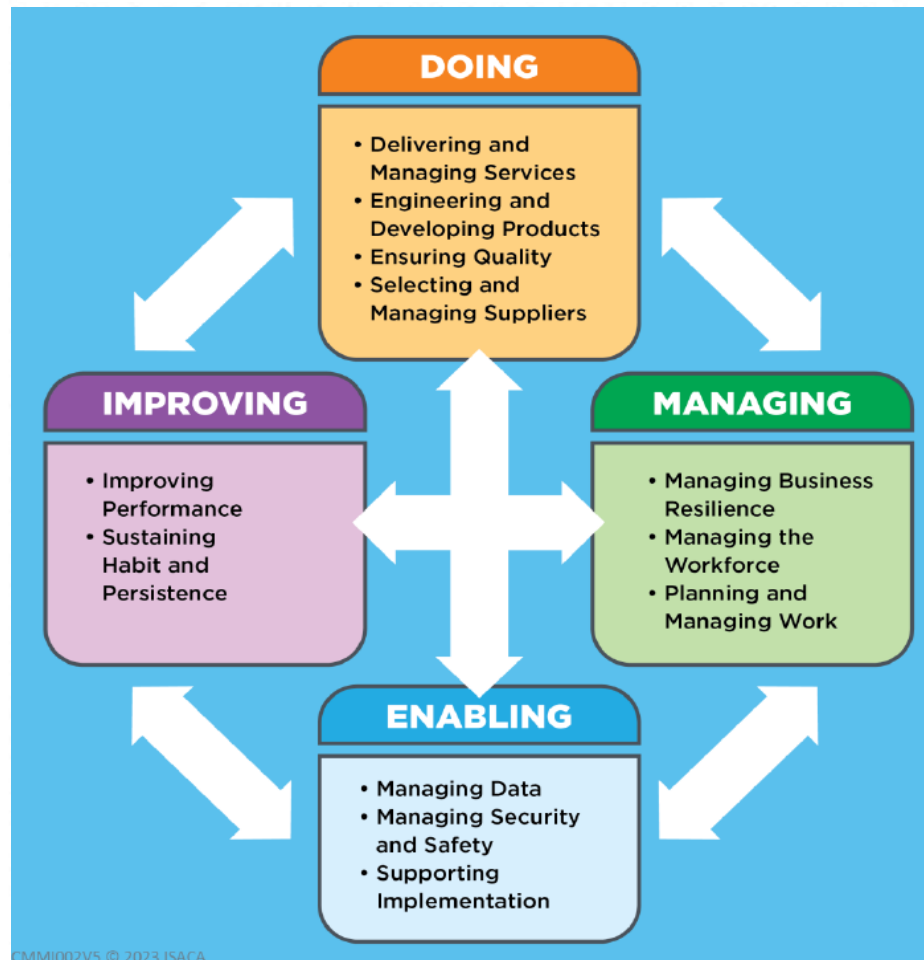 DOING
• Delivering and
Managing Services
• Engineering and
Developing Products
• Ensuring Quality
• Selecting and
Managing Suppliers
IMPROVING
• Improving
Performance
• Sustaining
Habit and
Persistence
MANAGING
• Managing Business
Resilience
• Managing the
Workforce
• Planning and
Managing Work
ENABLING
• Managing Data
• Managing Security
and Safety
• Supporting
Implementation
CMMI002V5 © 2023 ISACA